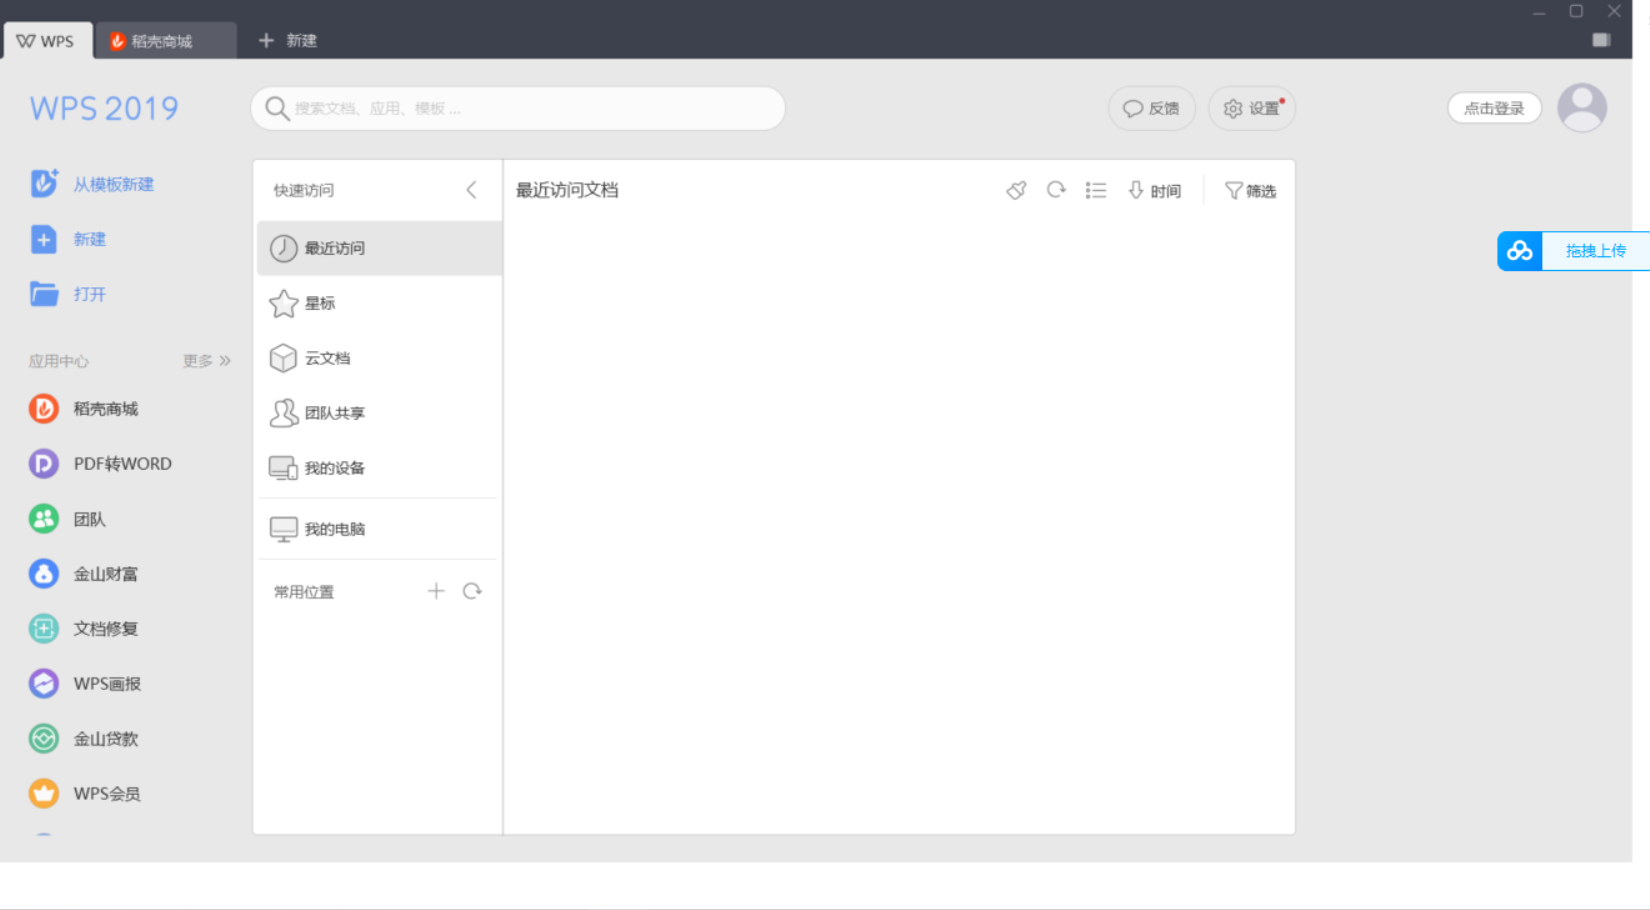 WPS
稻壳商城
新建
WPS 2019
搜索文档、应用、模板 ...
反馈
设置
点击登录
从模板新建
新建
打开
应用中心
更多
稻壳商城
PDF转WORD
团队
金山财富
文档修复
WPS画报
金山贷款
WPS会员
快速访问
最近访问
星标
云文档
团队共享
我的设备
我的电脑
常用位置
最近访问文档
时间
筛选
拖拽上传